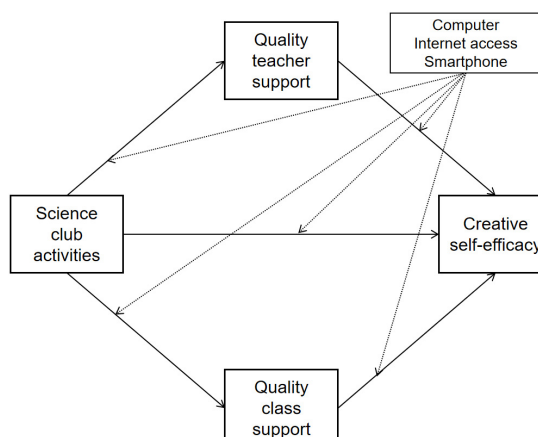 Quality
teacher
support
Computer
Internet access
Smartphone
Science
club
activities
Creative
self-efficacy
Quality
class
support